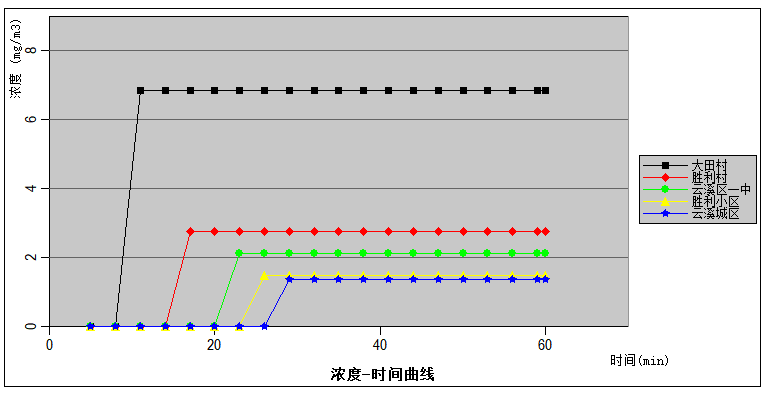 浓度 (mg/m3)
8
6
4
2
0
0
20
40
60
时间(min)
浓度-时间曲线
大田村
胜利村
云溪区一中
胜利小区
云溪城区